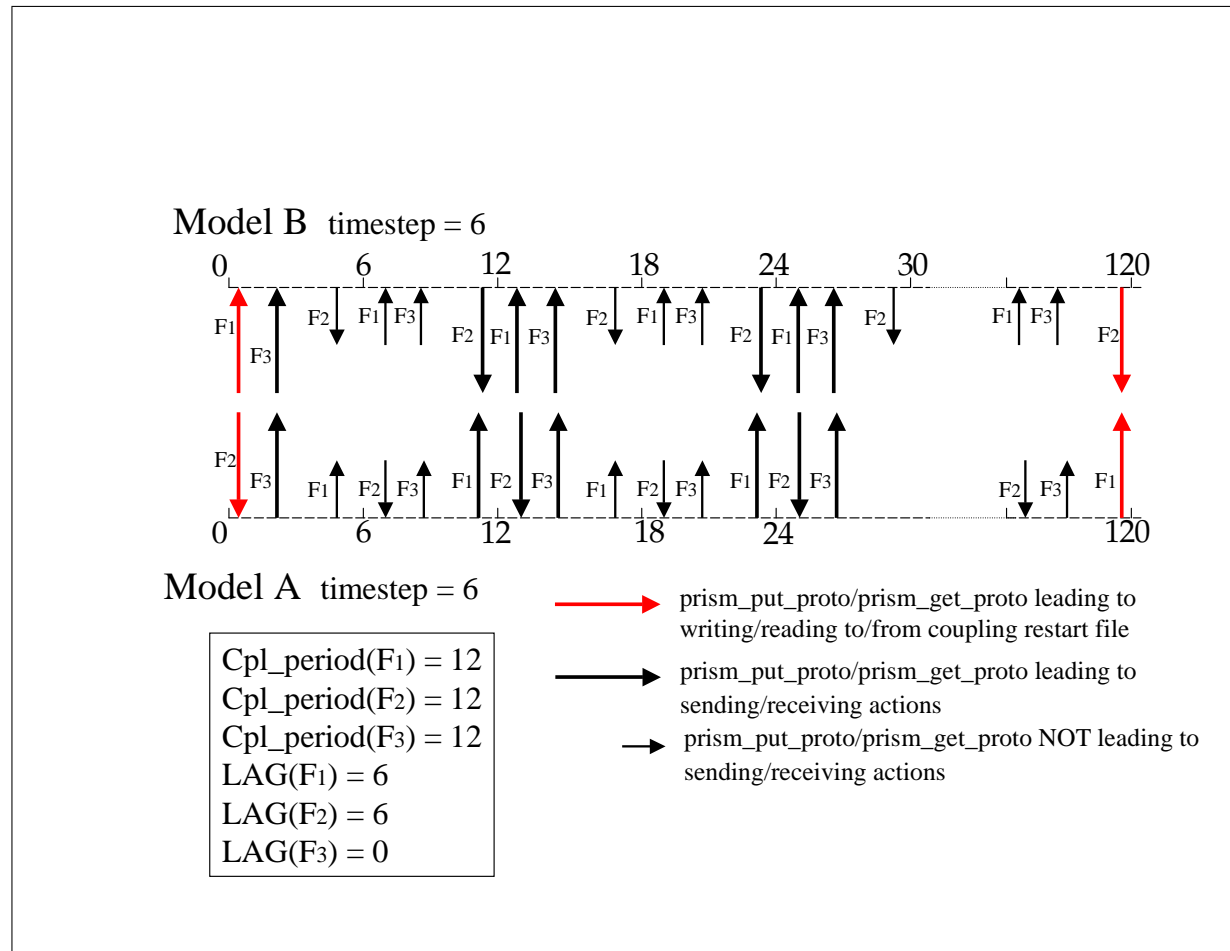 Model B timestep = 6
0 6 12 18 24 30 120
F1 F3 F2 F1 F3 F2 F1 F3 F2 F1 F3 F2 F1 F3 F2 F1 F3 F2
F2 F3 F1 F2 F3 F1 F2 F3 F1 F2 F3 F1 F2 F3 F2 F3 F1
0 6 12 18 24 120
Model A timestep = 6
prism_put_proto/prism_get_proto leading to
writing/reading to/from coupling restart file
prism_put_proto/prism_get_proto leading to
sending/receiving actions
prism_put_proto/prism_get_proto NOT leading to
sending/receiving actions
Cpl_period(F1) = 12
Cpl_period(F2) = 12
Cpl_period(F3) = 12
LAG(F1) = 6
LAG(F2) = 6
LAG(F3) = 0